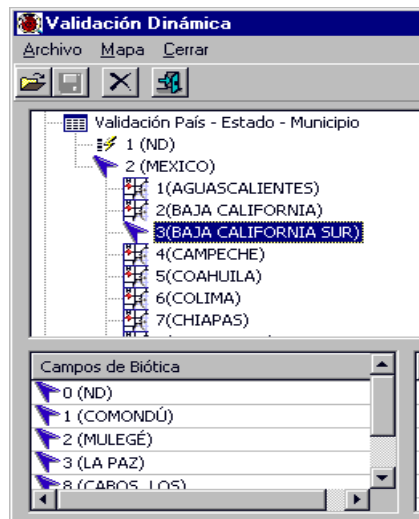 Validación Dinámica
Archivo Mapa Cerrar
Validación País - Estado - Municipio
1 (ND)
2 (MEXICO)
1(AGUASCALIENTES)
2(BAJA CALIFORNIA)
3(BAJA CALIFORNIA SUR)
4(CAMPECHE)
5(COAHUILA)
6(COLIMA)
7(CHIAPAS)
Campos de Biótica
0 (ND)
1 (COMONDÚ)
2 (MULEGÉ)
3 (LA PAZ)
8 (CABOS, LOS)